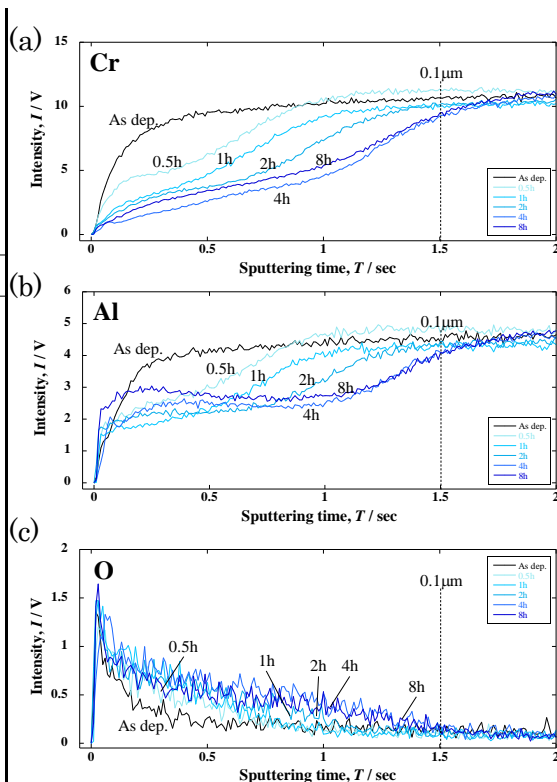 (a)
Cr
0.1μm
As dep.
0.5h
1h
2h
8h
4h
As dep.
0.5h
1h
2h
4h
8h
15
10
5
0
Intensity, I / V
0
0.5
1
1.5
2
Sputtering time, T / sec
(b)
Al
0.1μm
As dep.
0.5h
1h
2h
8h
4h
As dep.
0.5h
1h
2h
4h
8h
6
5
4
3
2
1
0
Intensity, I / V
0
0.5
1
1.5
2
Sputtering time, T / sec
(c)
O
0.1μm
0.5h
1h
2h
4h
8h
As dep.
As dep.
0.5h
1h
2h
4h
8h
2
1.5
1
0.5
0
Intensity, I / V
0
0.5
1
1.5
2
Sputtering time, T / sec